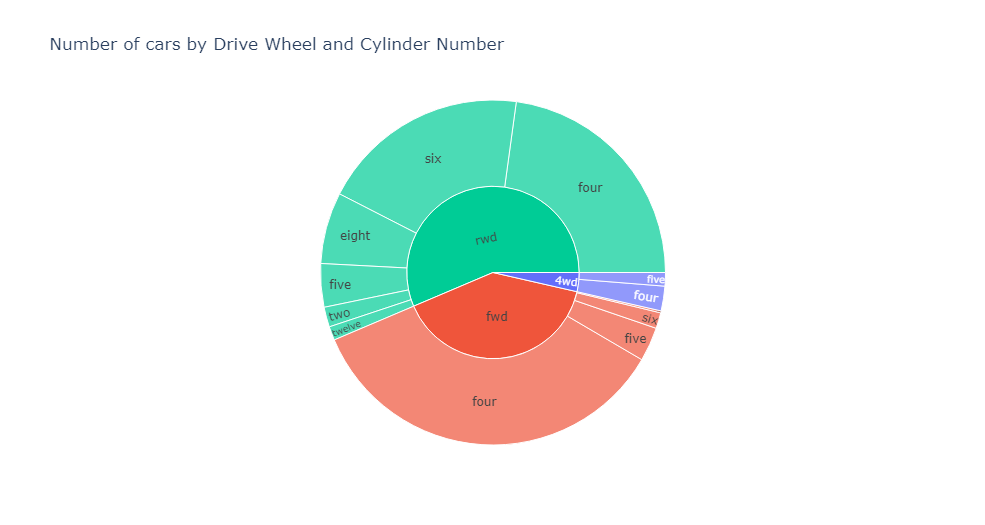 Number of cars by Drive Wheel and Cylinder Number
six
four
eight
rwd
five
4wd
five
four
two
fwd
six
twelve
five
four